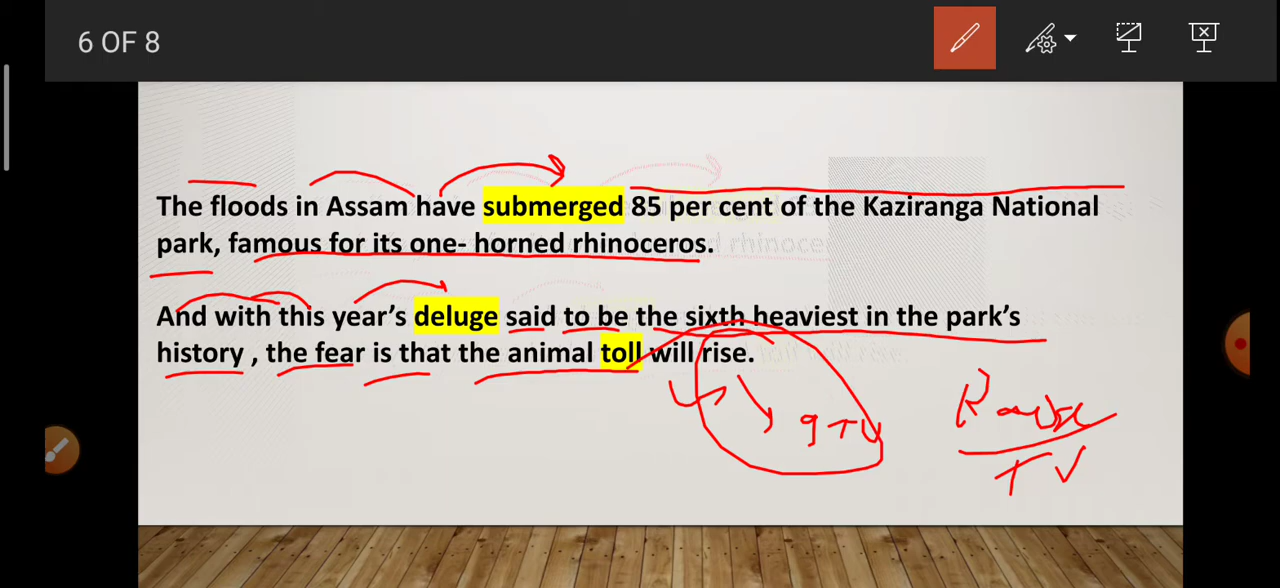 6 OF 8
The floods in Assam have submerged 85 per cent of the Kaziranga National
park, famous for its one- horned rhinoceros.
And with this year's deluge said to be the sixth heaviest in the park's
history , the fear is that the animal toll will rise.
Raise
TV